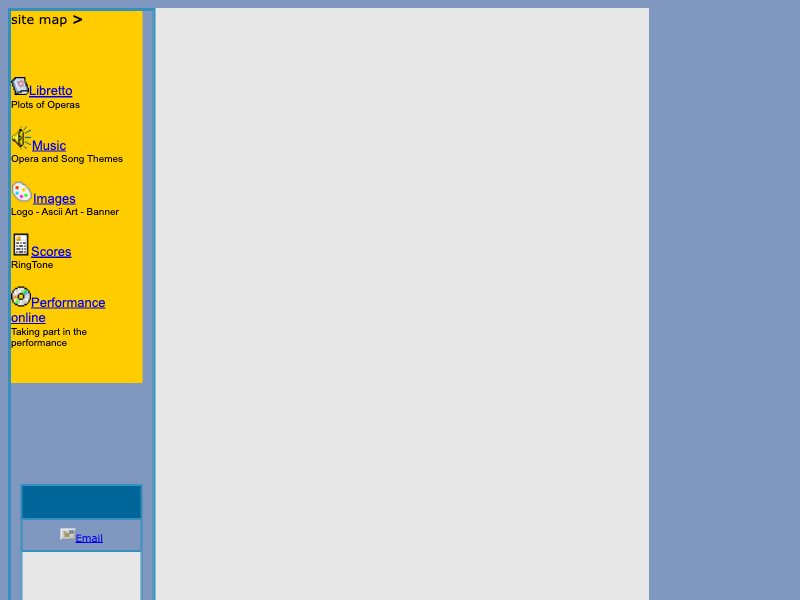 site map >
Libretto
Plots of Operas
Music
Opera and Song Themes
Images
Logo - Ascii Art - Banner
Scores
RingTone
Performance
online
Taking part in the
performance
Email